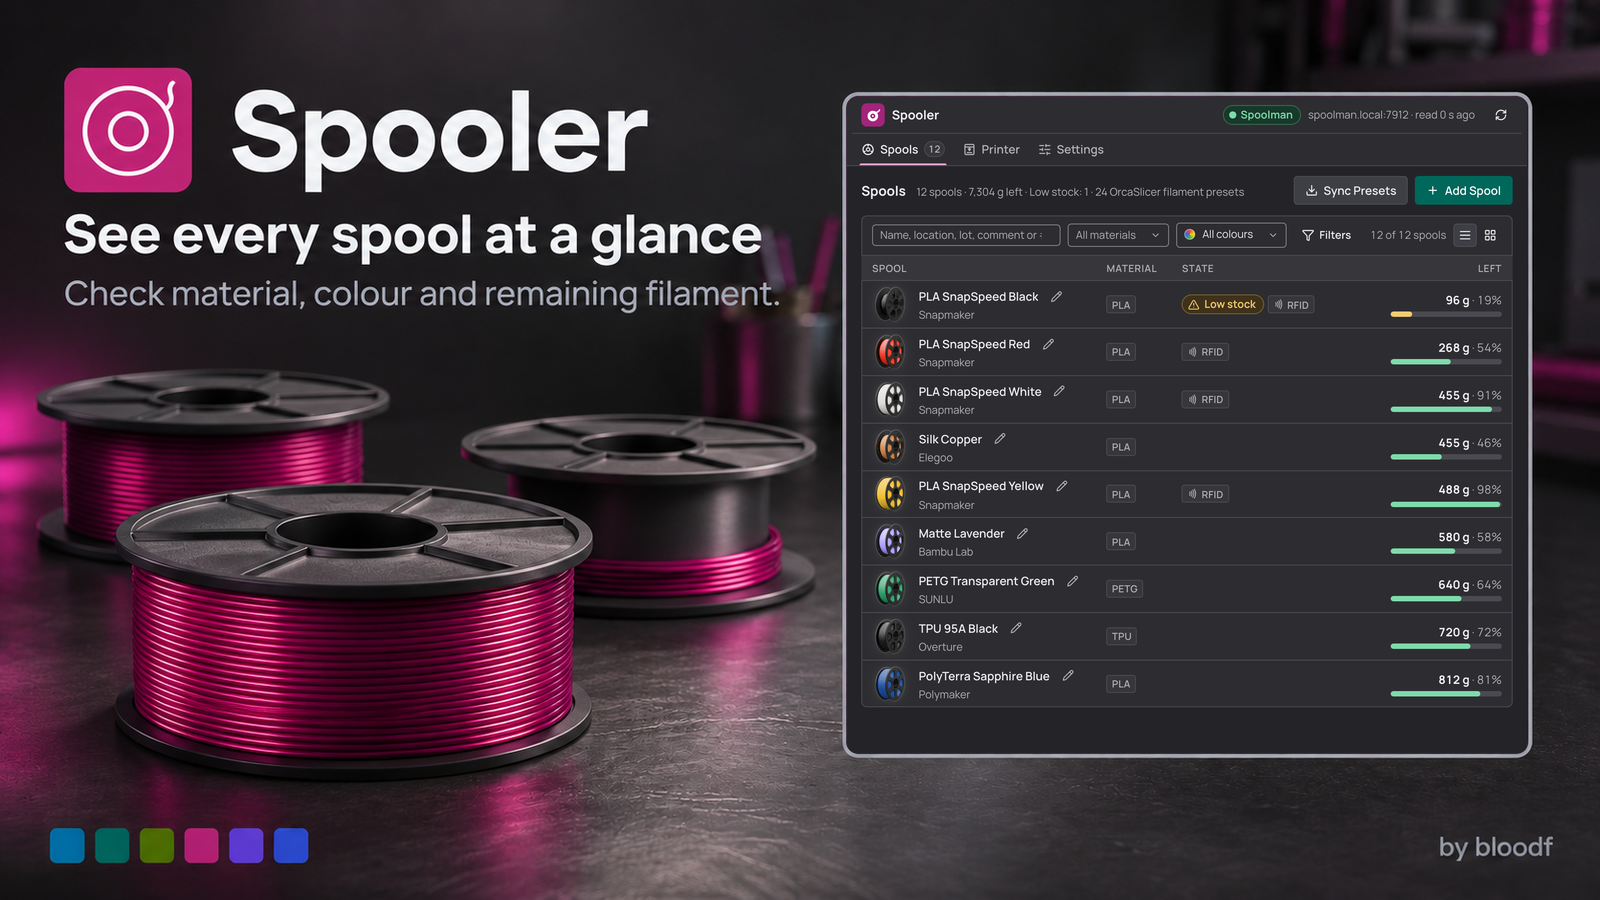 Spooler
See every spool at a glance
Check material, colour and remaining filament.
Spooler
Spoolman
spoolman.local:7912 · read 0 s ago
Spools 12
Printer
Settings
Spools
12 spools · 7,304 g left · Low stock: 1 · 24 OrcaSlicer filament presets
Sync Presets
+ Add Spool
Name, location, lot, comment or
All materials
All colours
Filters
12 of 12 spools
SPOOL MATERIAL STATE LEFT
PLA SnapSpeed Black
Snapmaker
PLA
Low stock
RFID
96 g · 19%
PLA SnapSpeed Red
Snapmaker
PLA
RFID
268 g · 54%
PLA SnapSpeed White
Snapmaker
PLA
RFID
455 g · 91%
Silk Copper
Elegoo
PLA
455 g · 46%
PLA SnapSpeed Yellow
Snapmaker
PLA
RFID
488 g · 98%
Matte Lavender
Bambu Lab
PLA
580 g · 58%
PETG Transparent Green
SUNLU
PETG
640 g · 64%
TPU 95A Black
Overture
TPU
720 g · 72%
PolyTerra Sapphire Blue
Polymaker
PLA
812 g · 81%
by bloodf